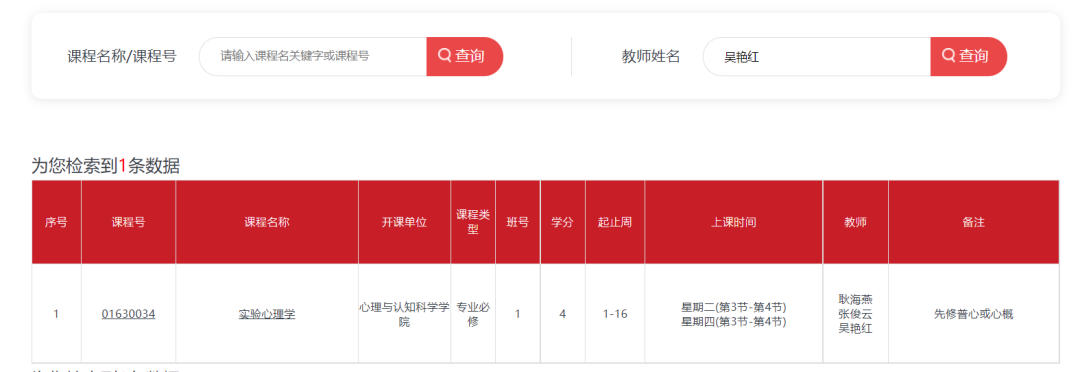 课程名称/课程号 请输入课程名关键字或课程号 查询 教师姓名 吴艳红 查询
为您检索到1条数据
序号 课程号 课程名称 开课单位 课程类型 班号 学分 起止周 上课时间 教师 备注
1 01630034 实验心理学 心理与认知科学学院 专业必修 1 4 1-16 星期二(第3节-第4节) 星期四(第3节-第4节) 耿海燕 张俊云 吴艳红 先修普心或心概